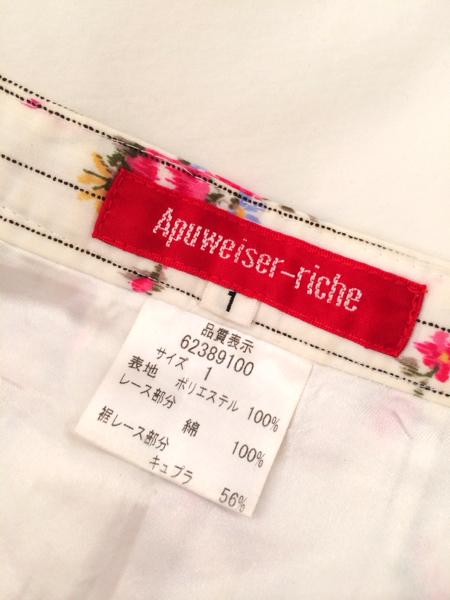 Apuweiser-riche
1
品質表示
62389100
サイズ 1
表地 ポリエステル 100%
レース部分
綿 100%
裾レース部分
キュプラ 56%